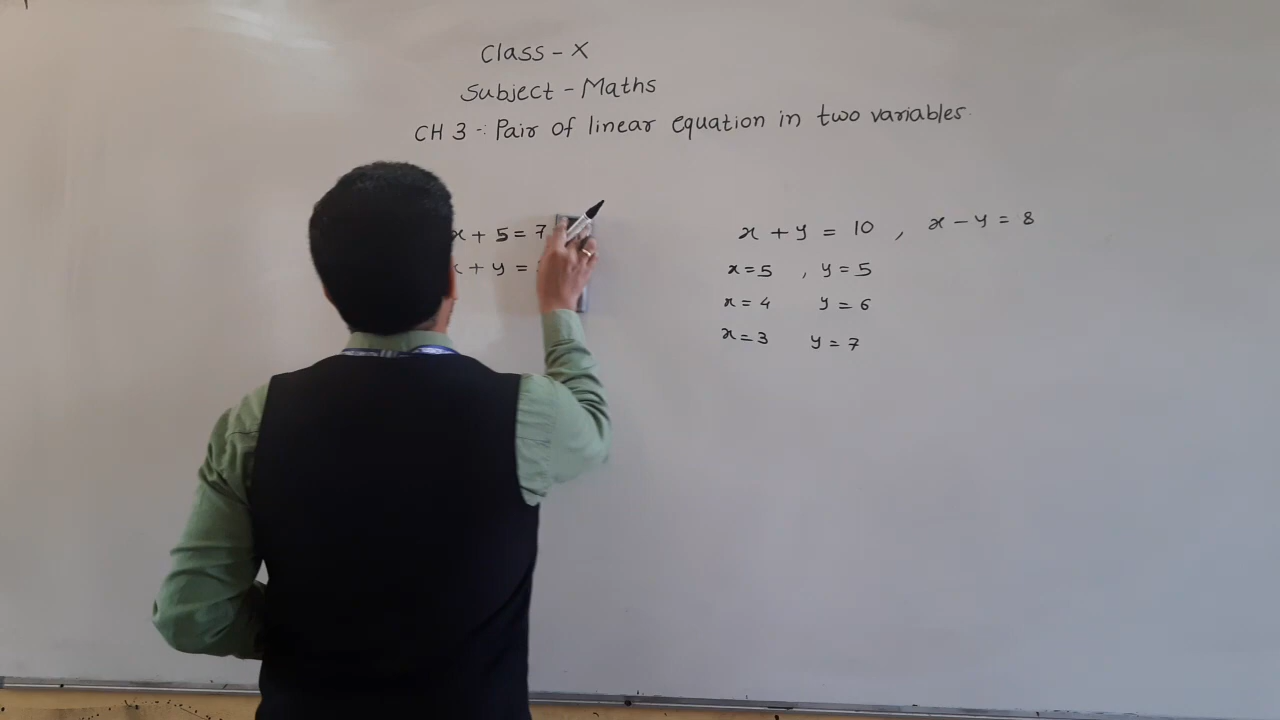 Class - X
Subject - Maths
CH 3 -: Pair of linear equation in two variables.
x + 5 = 7
x + y =
x + y = 10 , x - y = 8
x = 5 , y = 5
x = 4 y = 6
x = 3 y = 7